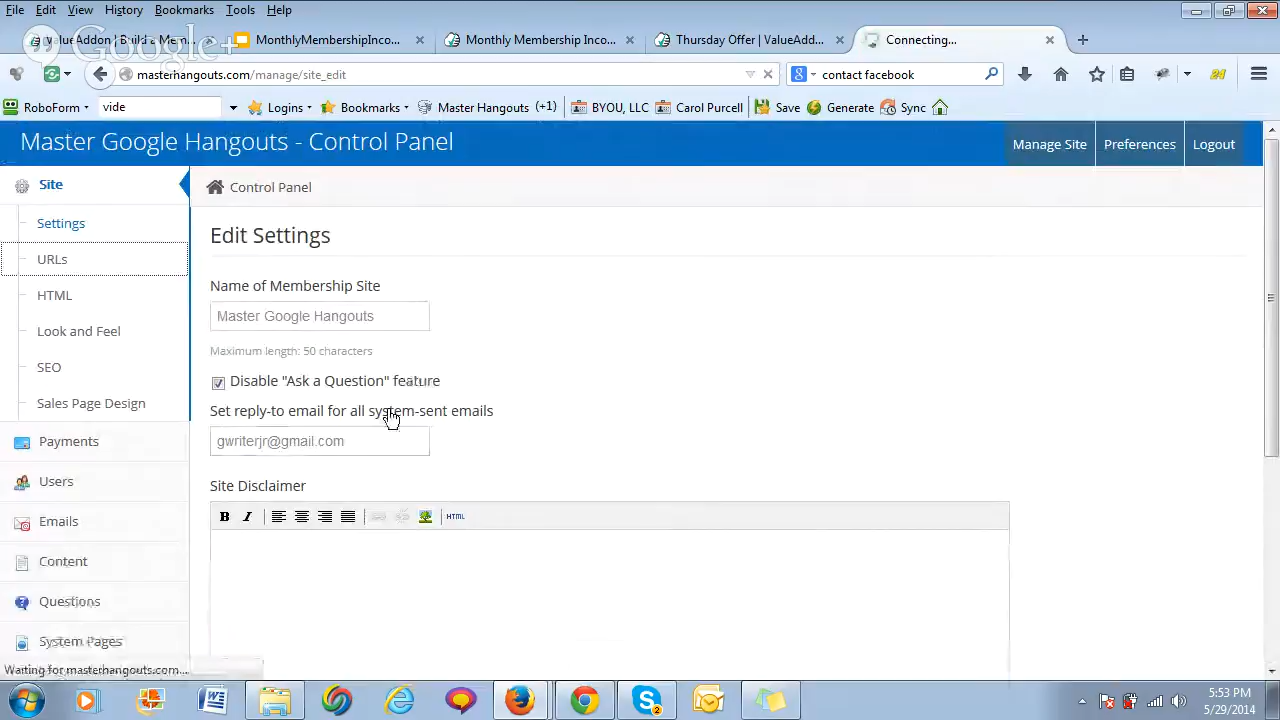 File Edit View History Bookmarks Tools Help
Google+
ValueAddon | Build a Mem... MonthlyMembershipInco... × Monthly Membership Inco... × Thursday Offer | ValueAddo... × Connecting... × +
masterhangouts.com/manage/site_edit contact facebook
RoboForm vide Logins Bookmarks Master Hangouts (+1) BYOU, LLC Carol Purcell Save Generate Sync
Master Google Hangouts - Control Panel Manage Site Preferences Logout
Site
Control Panel
Settings
Edit Settings
URLs
Name of Membership Site
HTML
Master Google Hangouts
Look and Feel
Maximum length: 50 characters
SEO
Disable "Ask a Question" feature
Sales Page Design
Set reply-to email for all system-sent emails
Payments
gwriterjr@gmail.com
Users
Site Disclaimer
Emails
B I HTML
Content
Questions
System Pages
Waiting for masterhangouts.com...
5:53 PM
5/29/2014